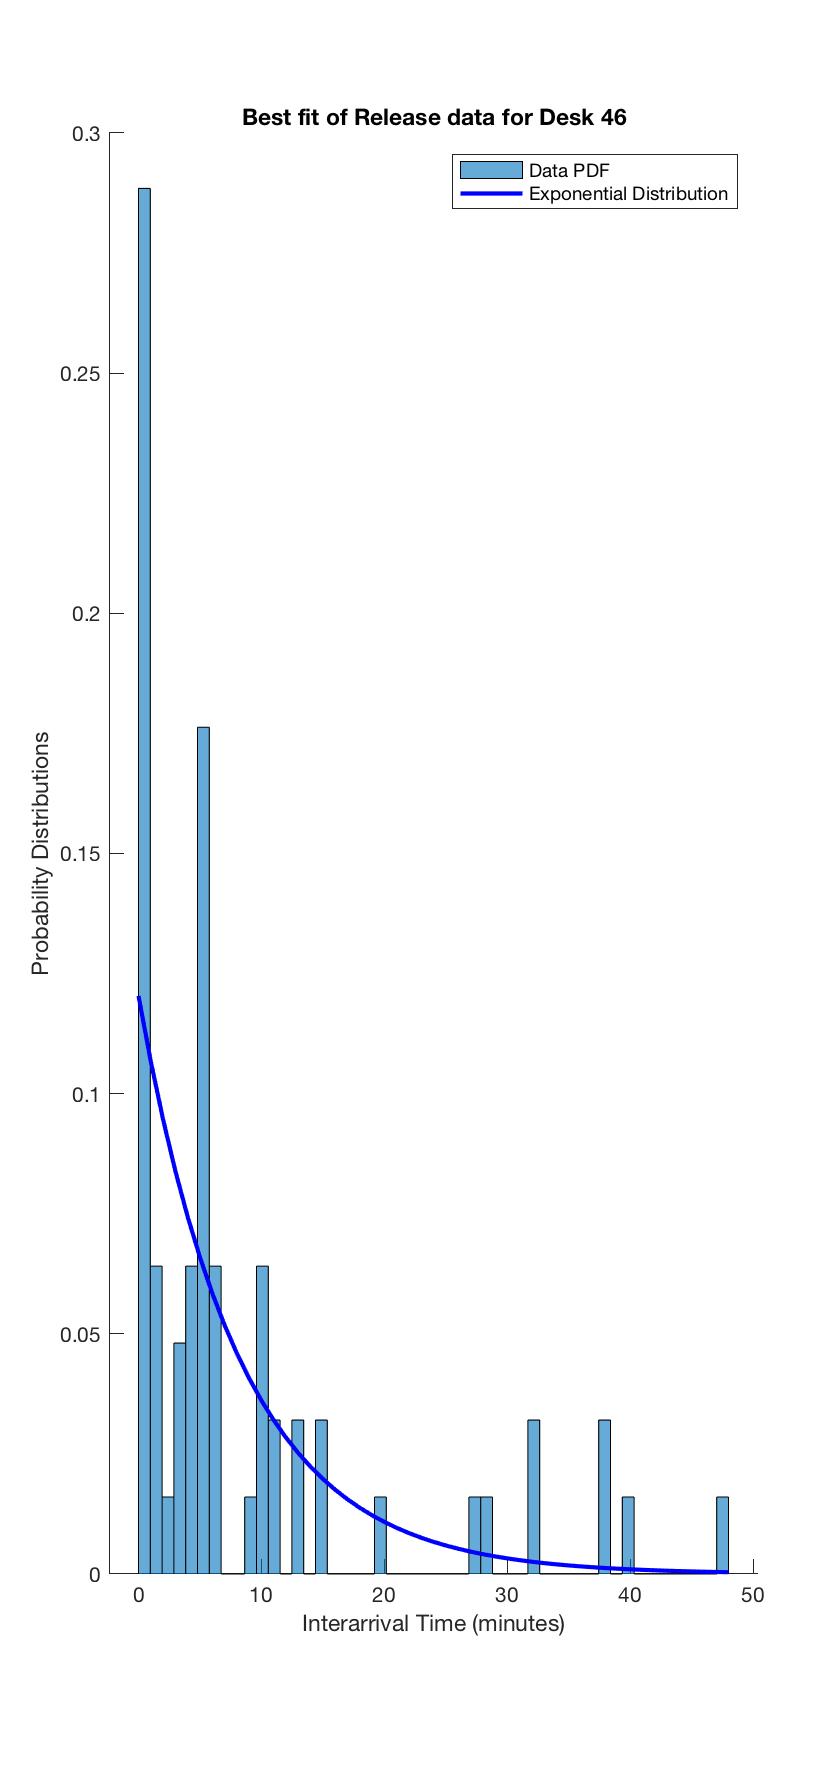 Best fit of Release data for Desk 46
Data PDF
Exponential Distribution
0.3
0.25
0.2
0.15
0.1
0.05
0
Probability Distributions
0 10 20 30 40 50
Interarrival Time (minutes)